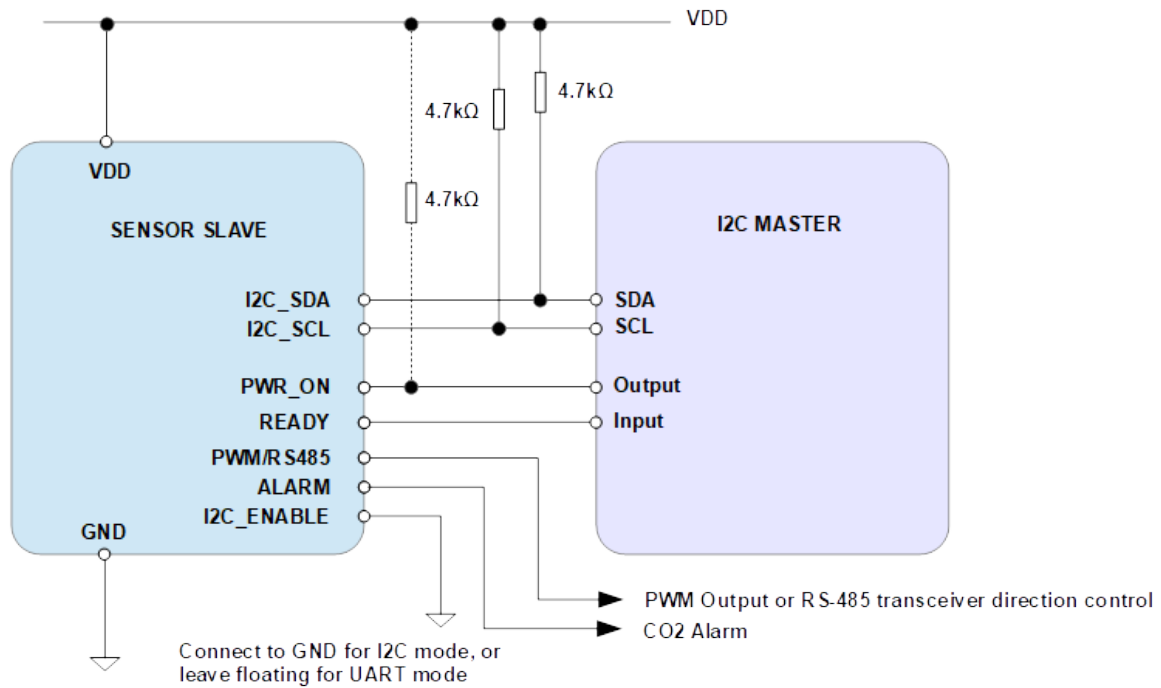 VDD
4.7kΩ
4.7kΩ
4.7kΩ
VDD
SENSOR SLAVE
I2C MASTER
I2C_SDA
SDA
I2C_SCL
SCL
PWR_ON
Output
READY
Input
PWM/RS485
ALARM
I2C_ENABLE
GND
PWM Output or RS-485 transceiver direction control
CO2 Alarm
Connect to GND for I2C mode, or
leave floating for UART mode